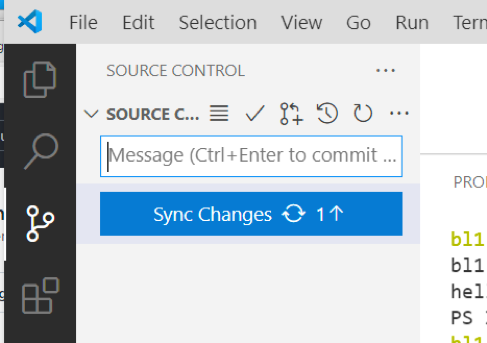 File Edit Selection View Go Run Term
SOURCE CONTROL ...
SOURCE C... ...
Message (Ctrl+Enter to commit ...
Sync Changes 1↑
PRO
bl1
bl1
hel
PS
bl1